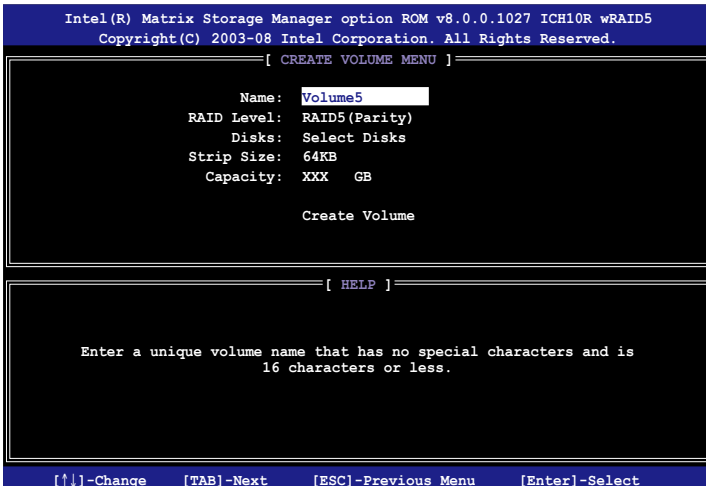 Intel(R) Matrix Storage Manager option ROM v8.0.0.1027 ICH10R wRAID5
Copyright(C) 2003-08 Intel Corporation. All Rights Reserved.
[ CREATE VOLUME MENU ]
Name: Volume5
RAID Level: RAID5(Parity)
Disks: Select Disks
Strip Size: 64KB
Capacity: XXX GB
Create Volume
[ HELP ]
Enter a unique volume name that has no special characters and is
16 characters or less.
[↑↓]-Change [TAB]-Next [ESC]-Previous Menu [Enter]-Select